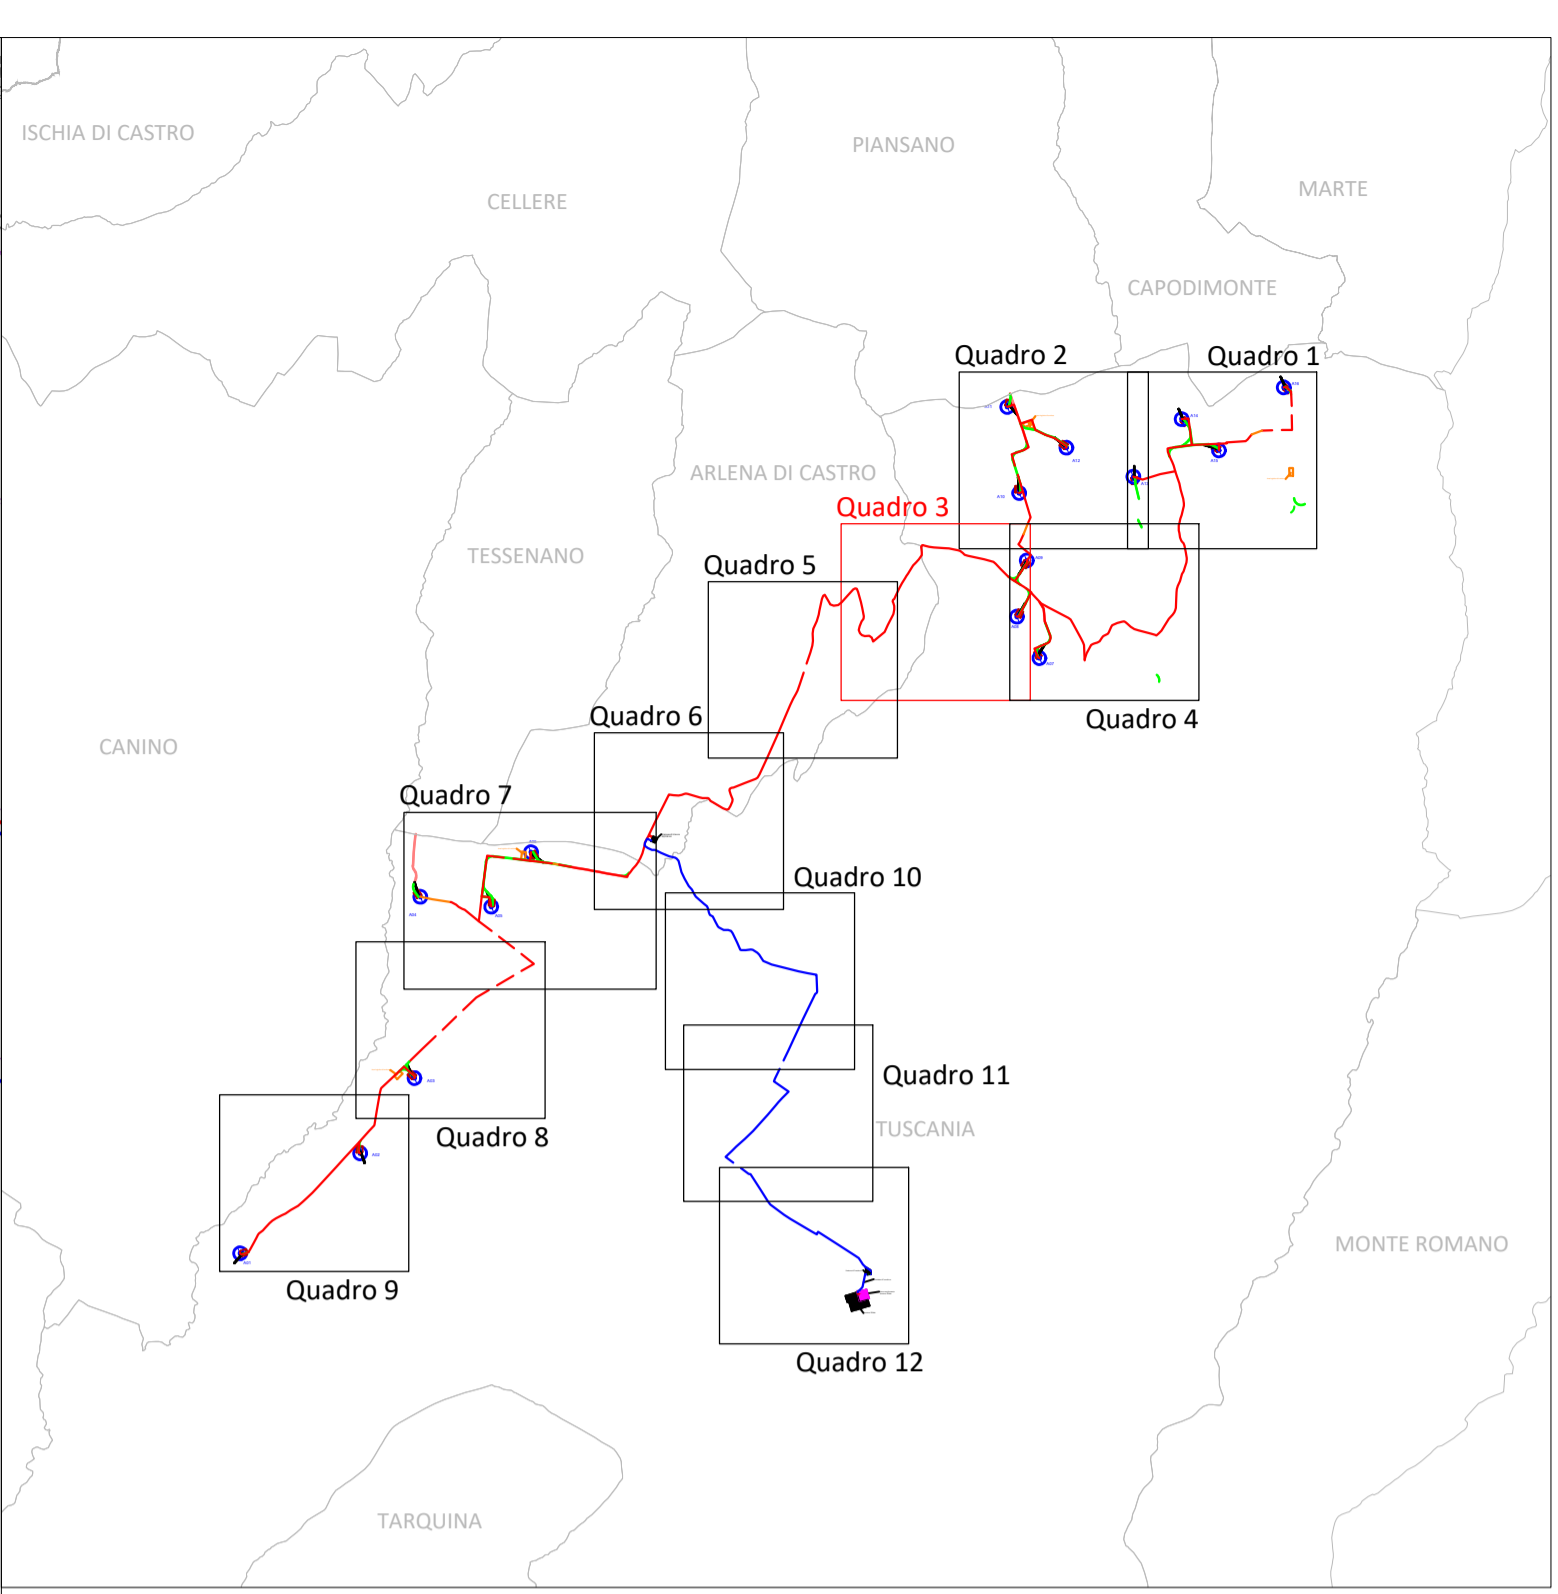 ISCHIA DI CASTRO
PIANSANO
MARTE
CELLERE
CAPODIMONTE
Quadro 2
Quadro 1
ARLENA DI CASTRO
Quadro 3
TESSENANO
Quadro 5
Quadro 6
Quadro 4
CANINO
Quadro 7
Quadro 10
Quadro 11
TUSCANIA
Quadro 8
MONTE ROMANO
Quadro 9
Quadro 12
TARQUINA